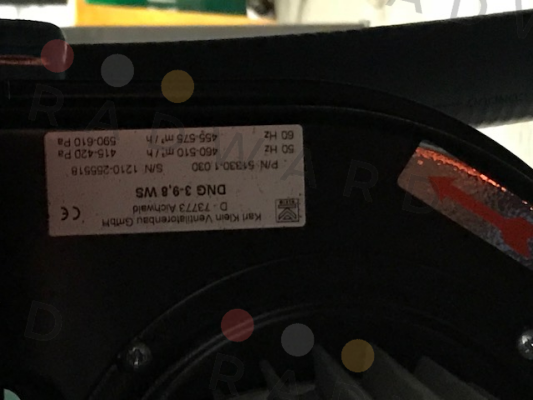 Karl Klein Ventilatorenbau GmbH
D - 73773 Aichwald
DNG 3-9,8 WS
CE
P/N 51330-1.030 S/N 1210-255518
50 Hz 460-510 m³/h 415-420 Pa
60 Hz 455-575 m³/h 590-610 Pa
RADWARD